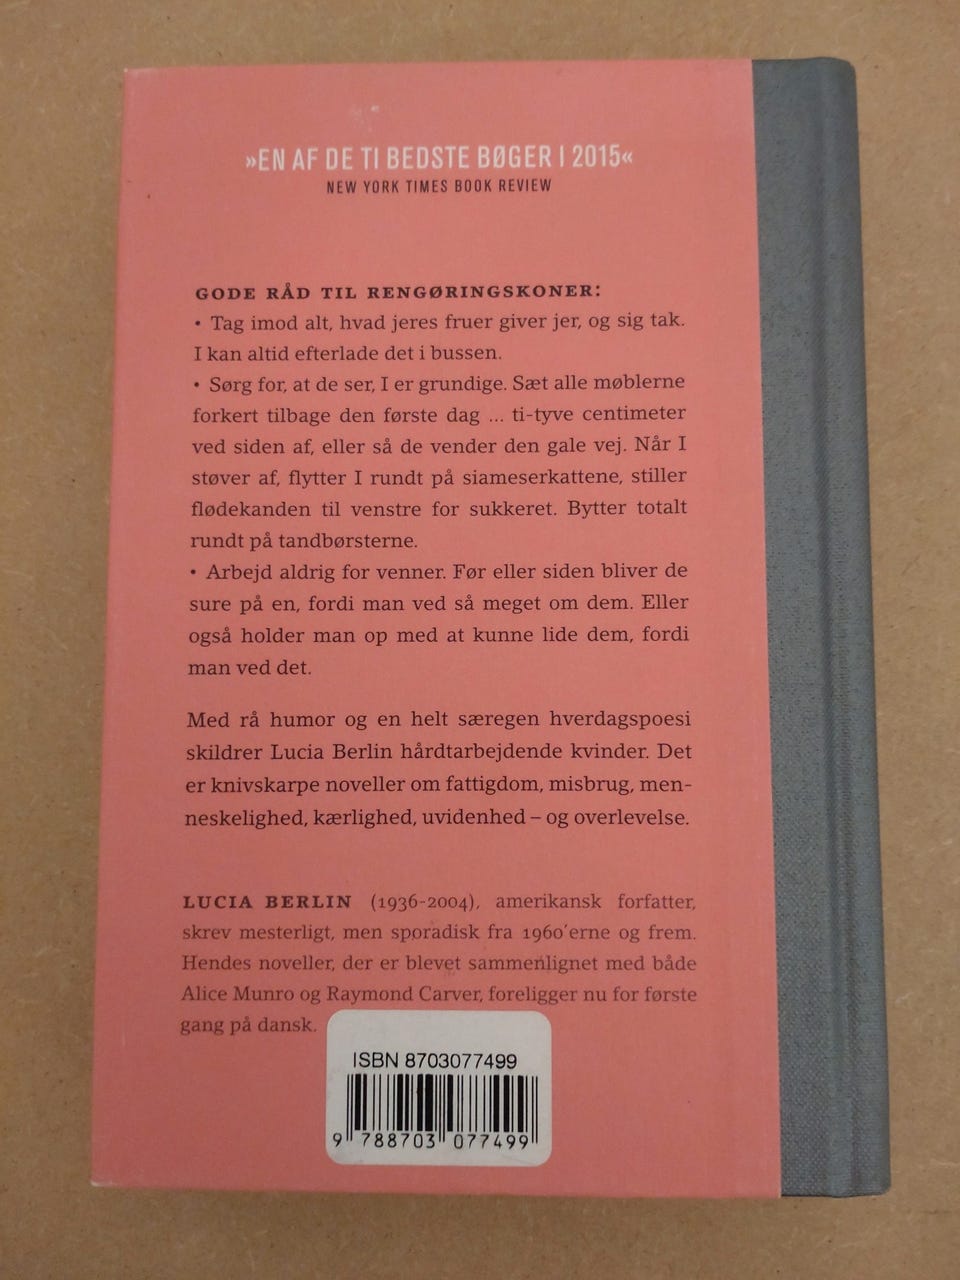 »EN AF DE TI BEDSTE BØGER I 2015«
NEW YORK TIMES BOOK REVIEW
GODE RÅD TIL RENGØRINGSKONER:
• Tag imod alt, hvad jeres fruer giver jer, og sig tak.
I kan altid efterlade det i bussen.
• Sørg for, at de ser, I er grundige. Sæt alle møblerne
forkert tilbage den første dag ... ti-tyve centimeter
ved siden af, eller så de vender den gale vej. Når I
støver af, flytter I rundt på siameserkattene, stiller
flødekanden til venstre for sukkeret. Bytter totalt
rundt på tandbørsterne.
• Arbejd aldrig for venner. Før eller siden bliver de
sure på en, fordi man ved så meget om dem. Eller
også holder man op med at kunne lide dem, fordi
man ved det.
Med rå humor og en helt særegen hverdagspoesi
skildrer Lucia Berlin hårdtarbejdende kvinder. Det
er knivskarpe noveller om fattigdom, misbrug, men-
neskelighed, kærlighed, uvidenhed – og overlevelse.
LUCIA BERLIN (1936-2004), amerikansk forfatter,
skrev mesterligt, men sporadisk fra 1960'erne og frem.
Hendes noveller, der er blevet sammenlignet med både
Alice Munro og Raymond Carver, foreligger nu for første
gang på dansk.
ISBN 8703077499
9 788703 077499